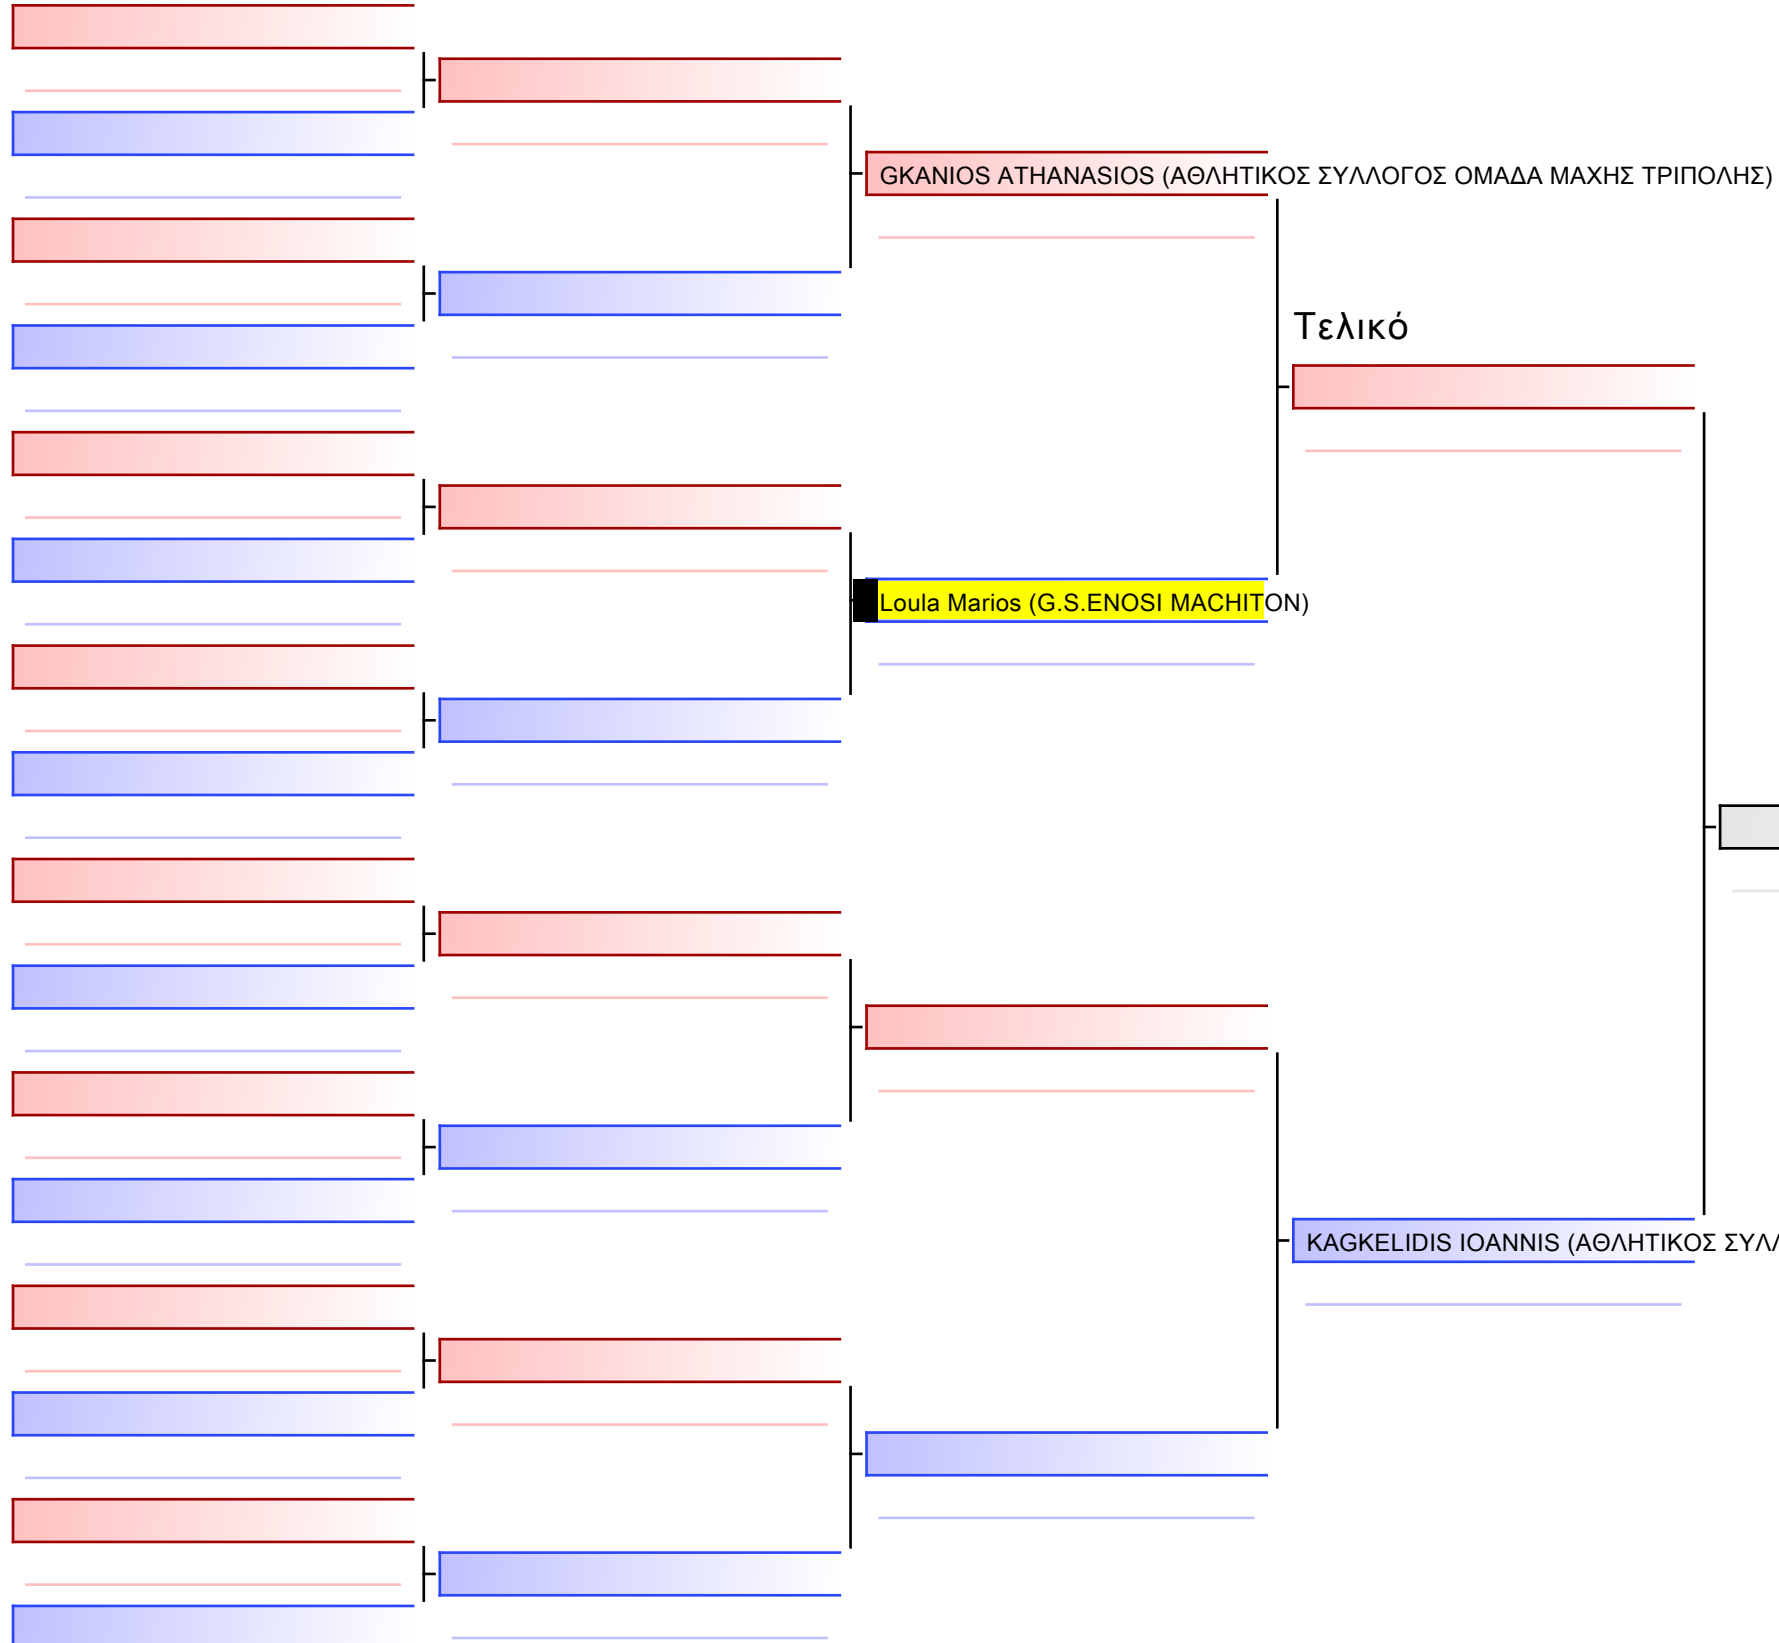 GKANIOS ATHANASIOS (ΑΘΛΗΤΙΚΟΣ ΣΥΛΛΟΓΟΣ ΟΜΑΔΑ ΜΑΧΗΣ ΤΡΙΠΟΛΗΣ)
Τελικό
Loula Marios (G.S.ENOSI MACHITON)
KAGKELIDIS IOANNIS (ΑΘΛΗΤΙΚΟΣ